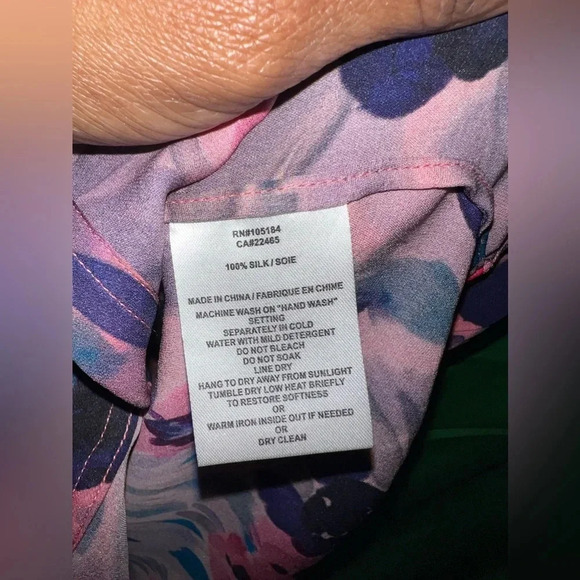 RN#105184
CA#22465
100% SILK / SOIE
MADE IN CHINA / FABRIQUE EN CHIME
MACHINE WASH ON "HAND WASH"
SETTING
SEPARATELY IN COLD
WATER WITH MILD DETERGENT
DO NOT BLEACH
DO NOT SOAK
LINE DRY
HANG TO DRY AWAY FROM SUNLIGHT
TUMBLE DRY LOW HEAT BRIEFLY
TO RESTORE SOFTNESS
OR
WARM IRON INSIDE OUT IF NEEDED
OR
DRY CLEAN